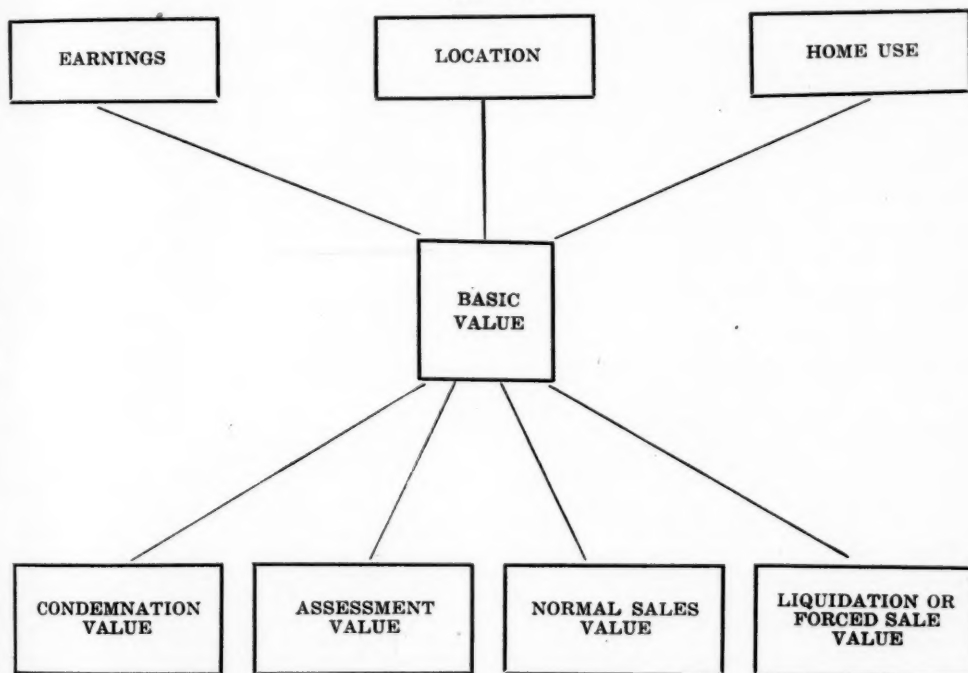 EARNINGS
LOCATION
HOME USE
BASIC
VALUE
CONDEMNATION
VALUE
ASSESSMENT
VALUE
NORMAL SALES
VALUE
LIQUIDATION OR
FORCED SALE
VALUE